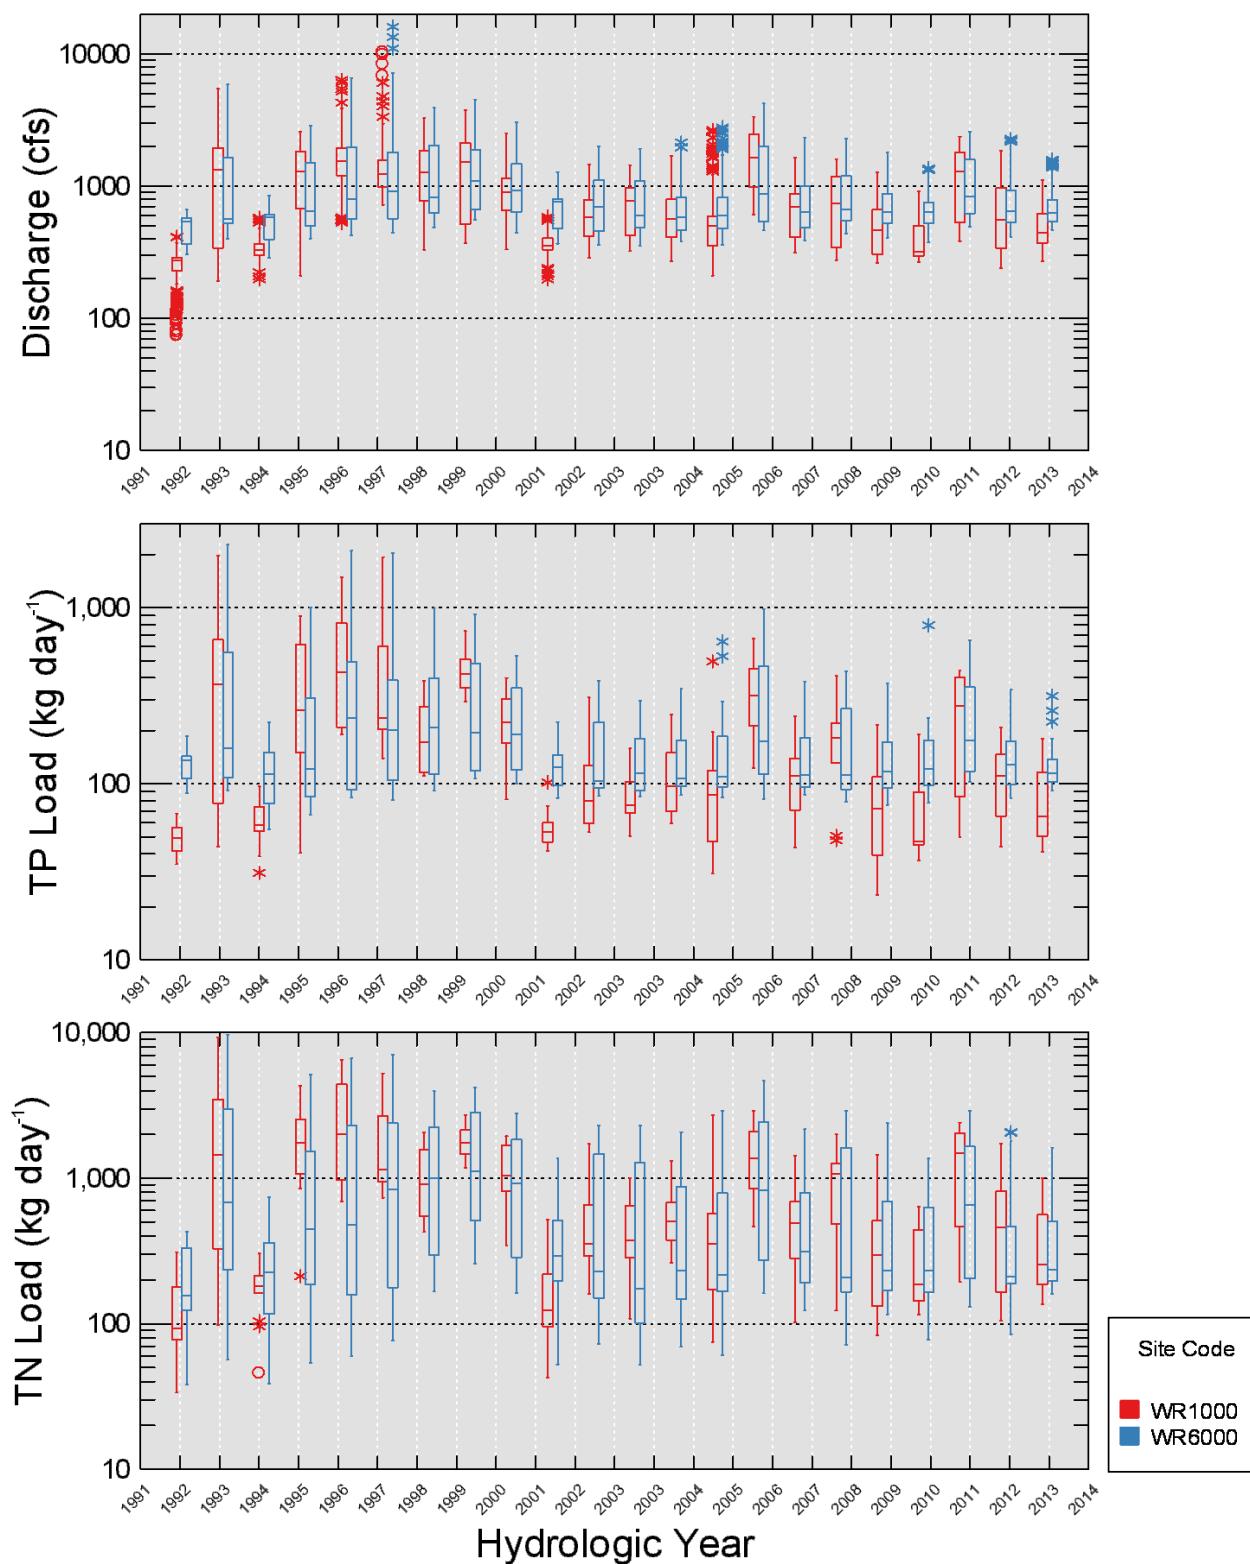 Discharge (cfs)
10000
1000
100
10
1991 1992 1993 1994 1995 1996 1997 1998 1999 2000 2001 2002 2003 2003 2004 2005 2006 2007 2008 2009 2010 2011 2012 2013 2014
TP Load (kg day⁻¹)
1,000
100
10
1991 1992 1993 1994 1995 1996 1997 1998 1999 2000 2001 2002 2003 2003 2004 2005 2006 2007 2008 2009 2010 2011 2012 2013 2014
TN Load (kg day⁻¹)
10,000
1,000
100
10
1991 1992 1993 1994 1995 1996 1997 1998 1999 2000 2001 2002 2003 2003 2004 2005 2006 2007 2008 2009 2010 2011 2012 2013 2014
Hydrologic Year
Site Code
WR1000
WR6000